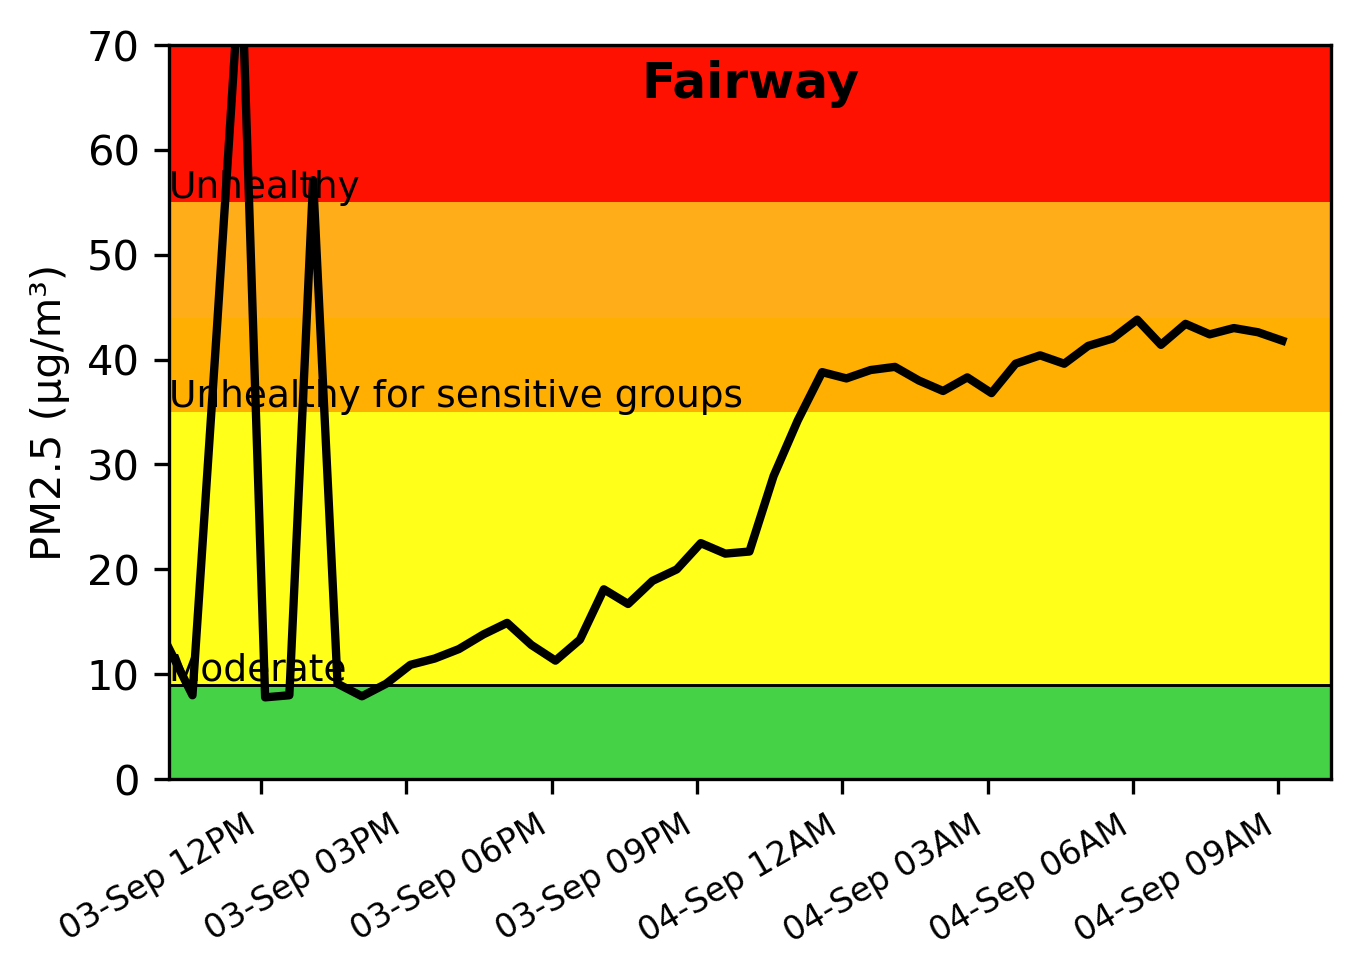 Fairway
PM2.5 (µg/m³)
70
60
50
40
30
20
10
0
Unhealthy
Unhealthy for sensitive groups
Moderate
03-Sep 12PM
03-Sep 03PM
03-Sep 06PM
03-Sep 09PM
04-Sep 12AM
04-Sep 03AM
04-Sep 06AM
04-Sep 09AM